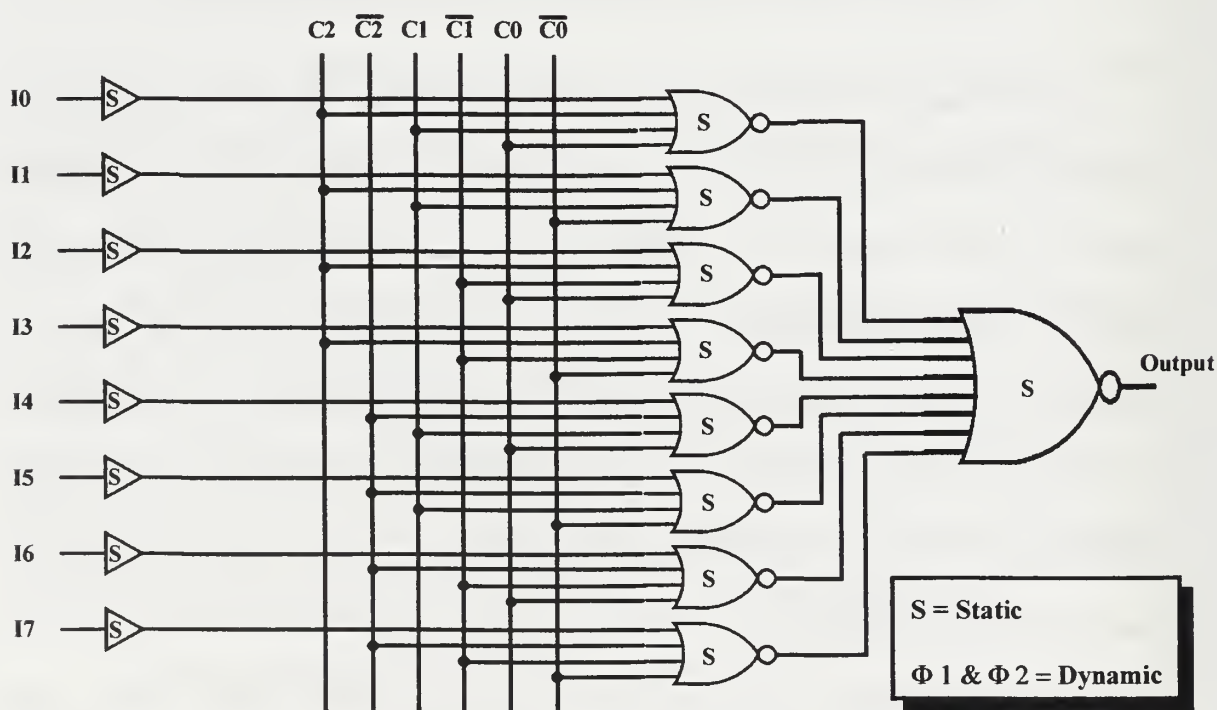 C2 C̅2̅ C1 C̅1̅ C0 C̅0̅
I0 S S
I1 S S
I2 S S
I3 S S
I4 S S
I5 S S
I6 S S
I7 S S
S
Output
S = Static
Φ 1 & Φ 2 = Dynamic